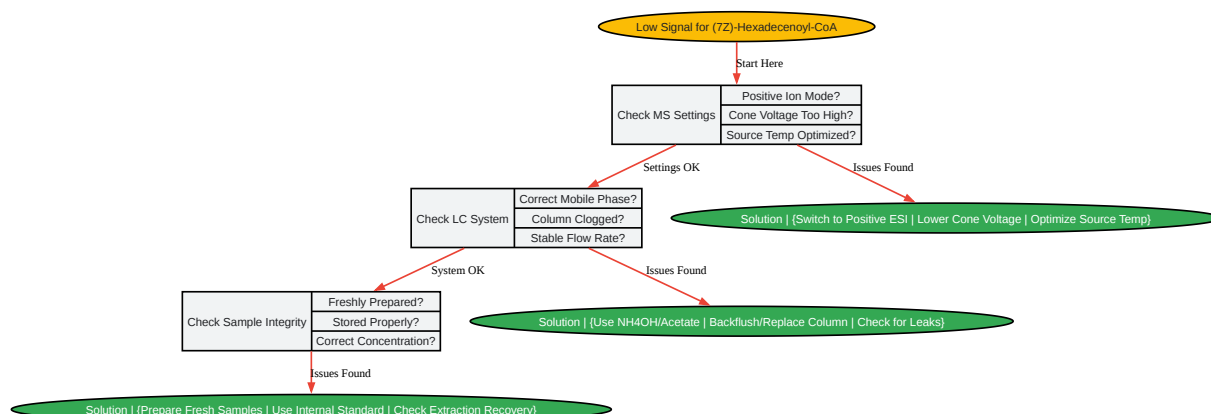 Low Signal for (7Z)-Hexadecenoyl-CoA
Start Here
Check MS Settings
Positive Ion Mode?
Cone Voltage Too High?
Source Temp Optimized?
Settings OK
Issues Found
Check LC System
Correct Mobile Phase?
Column Clogged?
Stable Flow Rate?
Solution | {Switch to Positive ESI | Lower Cone Voltage | Optimize Source Temp}
System OK
Issues Found
Check Sample Integrity
Freshly Prepared?
Stored Properly?
Correct Concentration?
Solution | {Use NH4OH/Acetate | Backflush/Replace Column | Check for Leaks}
Issues Found
Solution | {Prepare Fresh Samples | Use Internal Standard | Check Extraction Recovery}